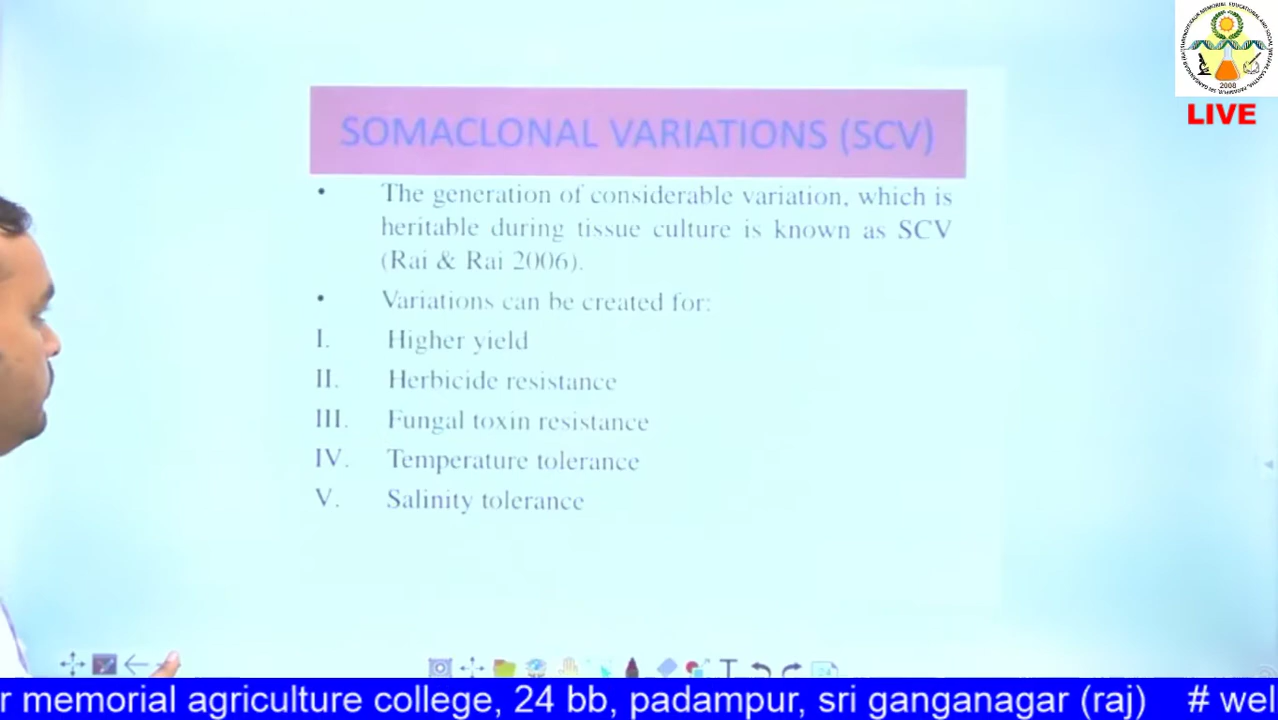 2008
LIVE
SOMACLONAL VARIATIONS (SCV)
• The generation of considerable variation, which is
heritable during tissue culture is known as SCV
(Rai & Rai 2006).
• Variations can be created for:
I. Higher yield
II. Herbicide resistance
III. Fungal toxin resistance
IV. Temperature tolerance
V. Salinity tolerance
r memorial agriculture college, 24 bb, padampur, sri ganganagar (raj) # wel